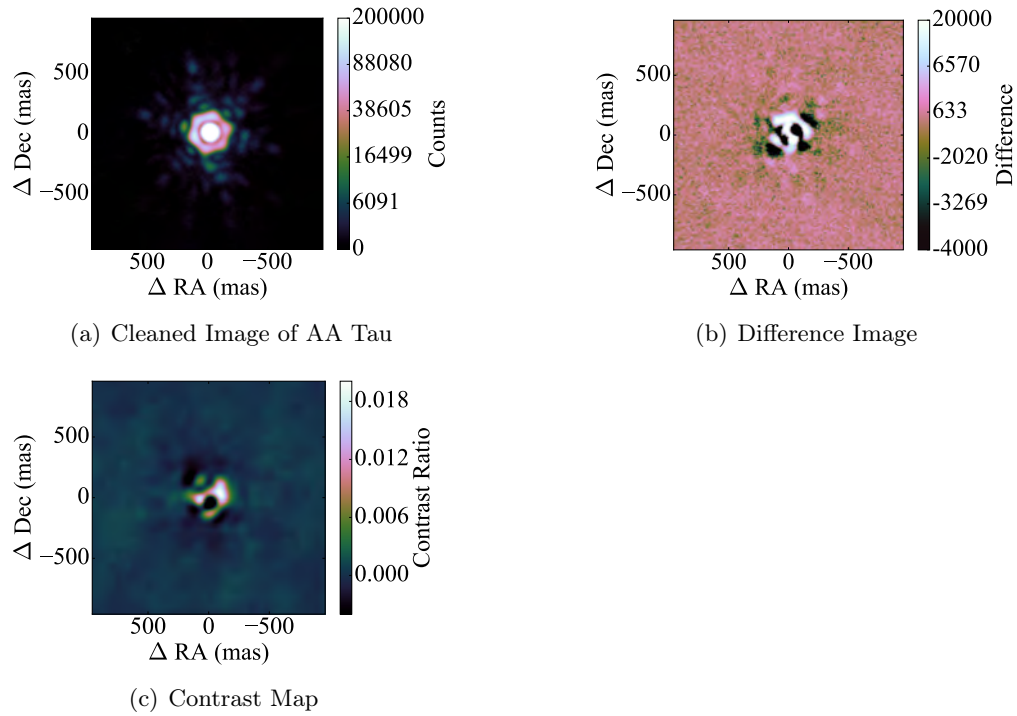 200000
88080
38605
16499
6091
0
Counts
500
0
−500
Δ Dec (mas)
500 0 −500
Δ RA (mas)
(a) Cleaned Image of AA Tau
20000
6570
633
-2020
-3269
-4000
Difference
500
0
−500
Δ Dec (mas)
500 0 −500
Δ RA (mas)
(b) Difference Image
0.018
0.012
0.006
0.000
Contrast Ratio
500
0
−500
Δ Dec (mas)
500 0 −500
Δ RA (mas)
(c) Contrast Map